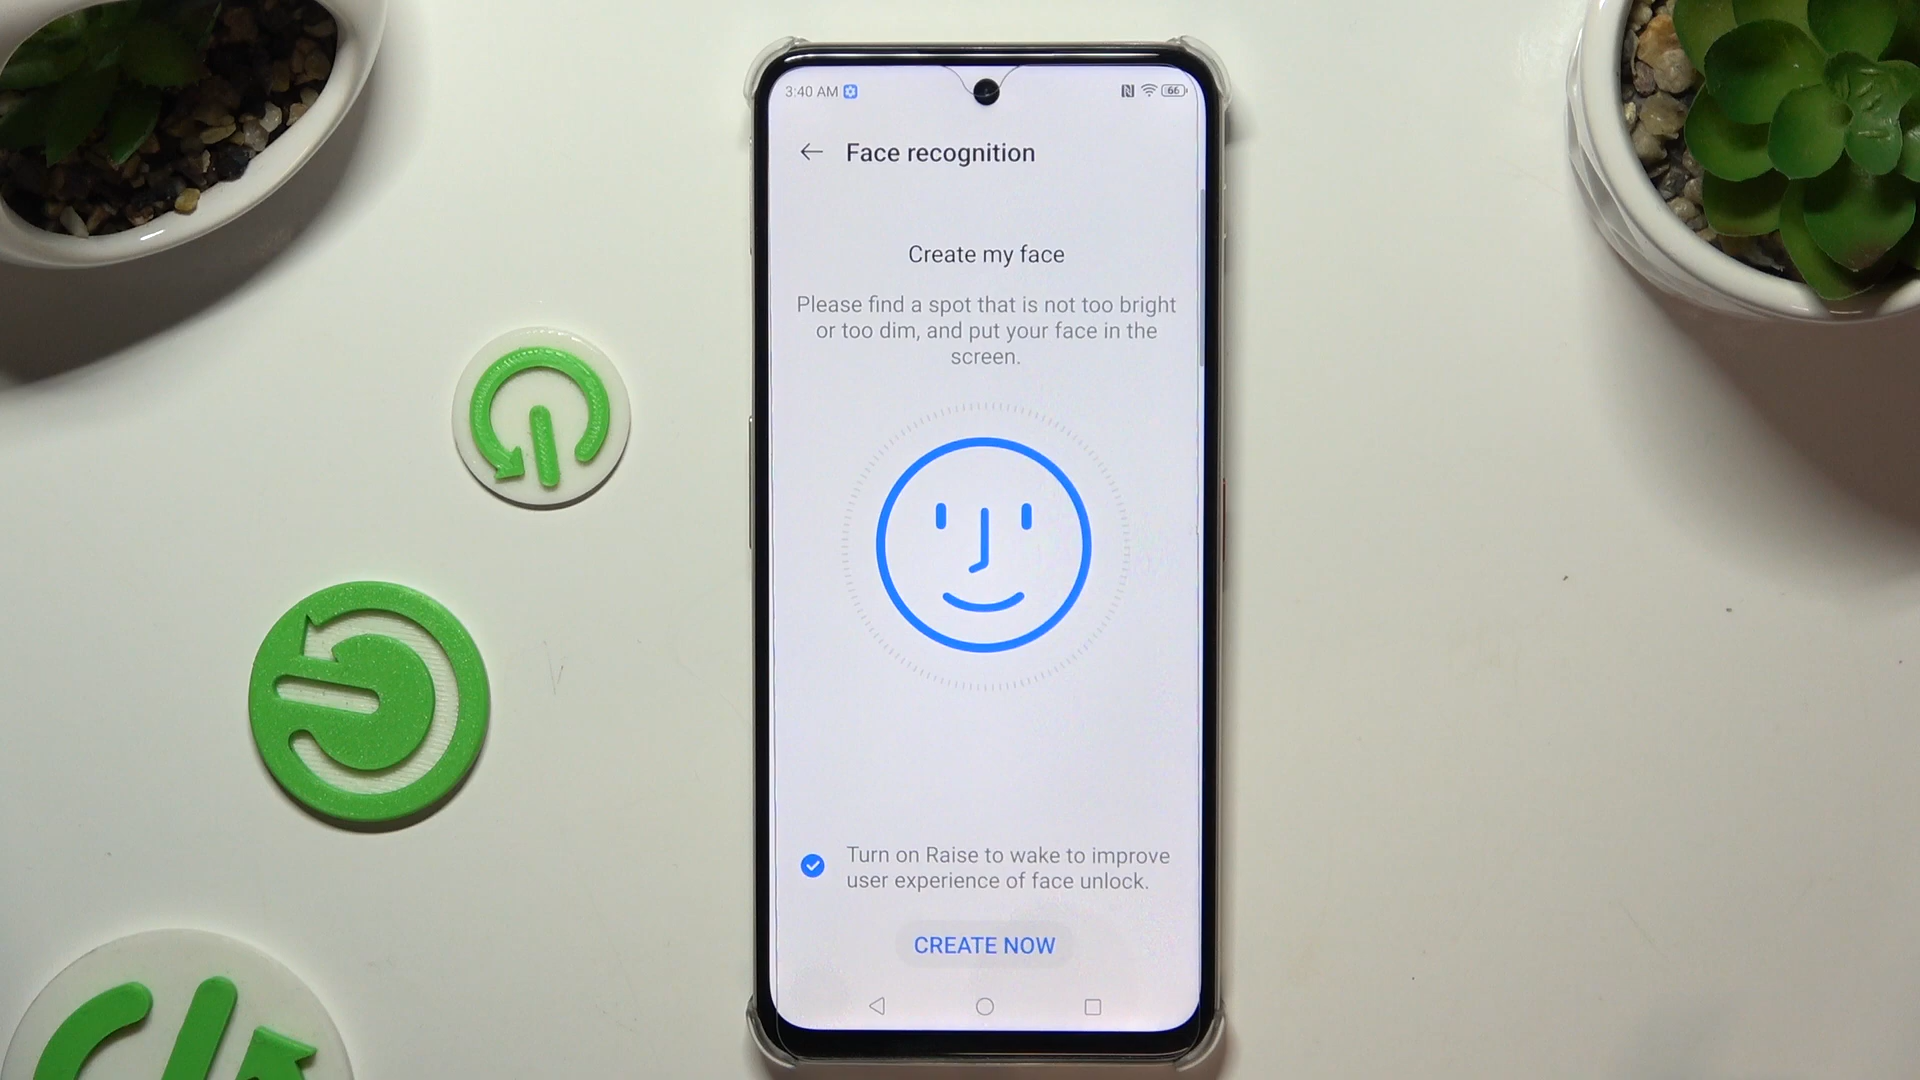 3:40 AM
66
Face recognition
Create my face
Please find a spot that is not too bright
or too dim, and put your face in the
screen.
Turn on Raise to wake to improve
user experience of face unlock.
CREATE NOW